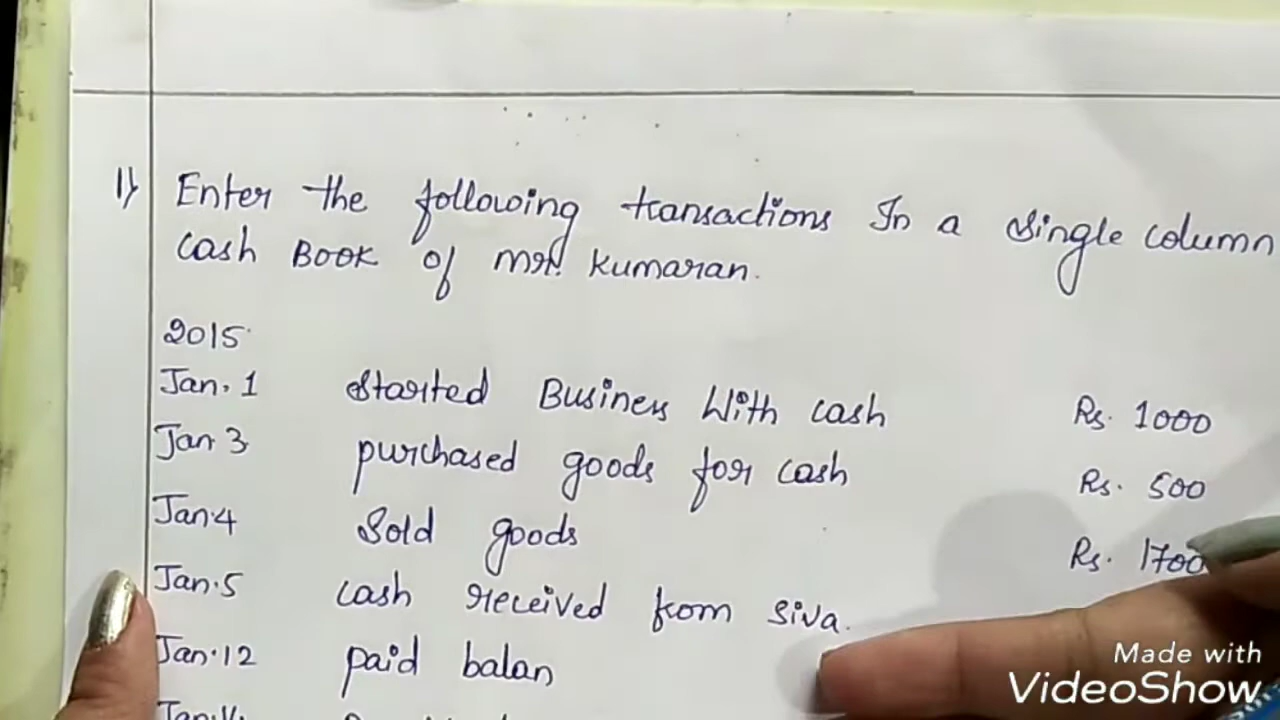 1) Enter the following transactions In a single column
cash BOOK of Mr. Kumaran.
2015
Jan. 1 Started Business With cash Rs. 1000
Jan 3 purchased goods for cash Rs. 500
Jan.4 Sold goods Rs. 1700
Jan.5 cash received from Siva.
Jan.12 paid balan
Made with
VideoShow